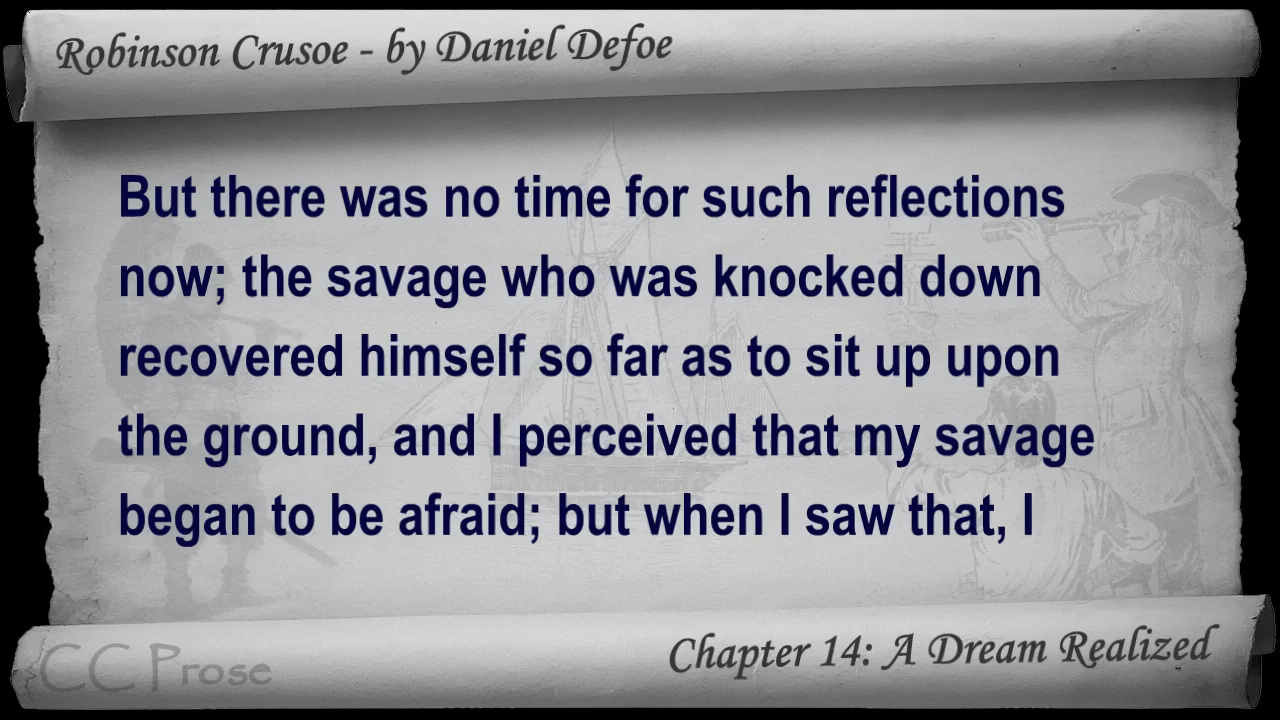 Robinson Crusoe - by Daniel Defoe
But there was no time for such reflections
now; the savage who was knocked down
recovered himself so far as to sit up upon
the ground, and I perceived that my savage
began to be afraid; but when I saw that, I
Chapter 14: A Dream Realized
CC Prose